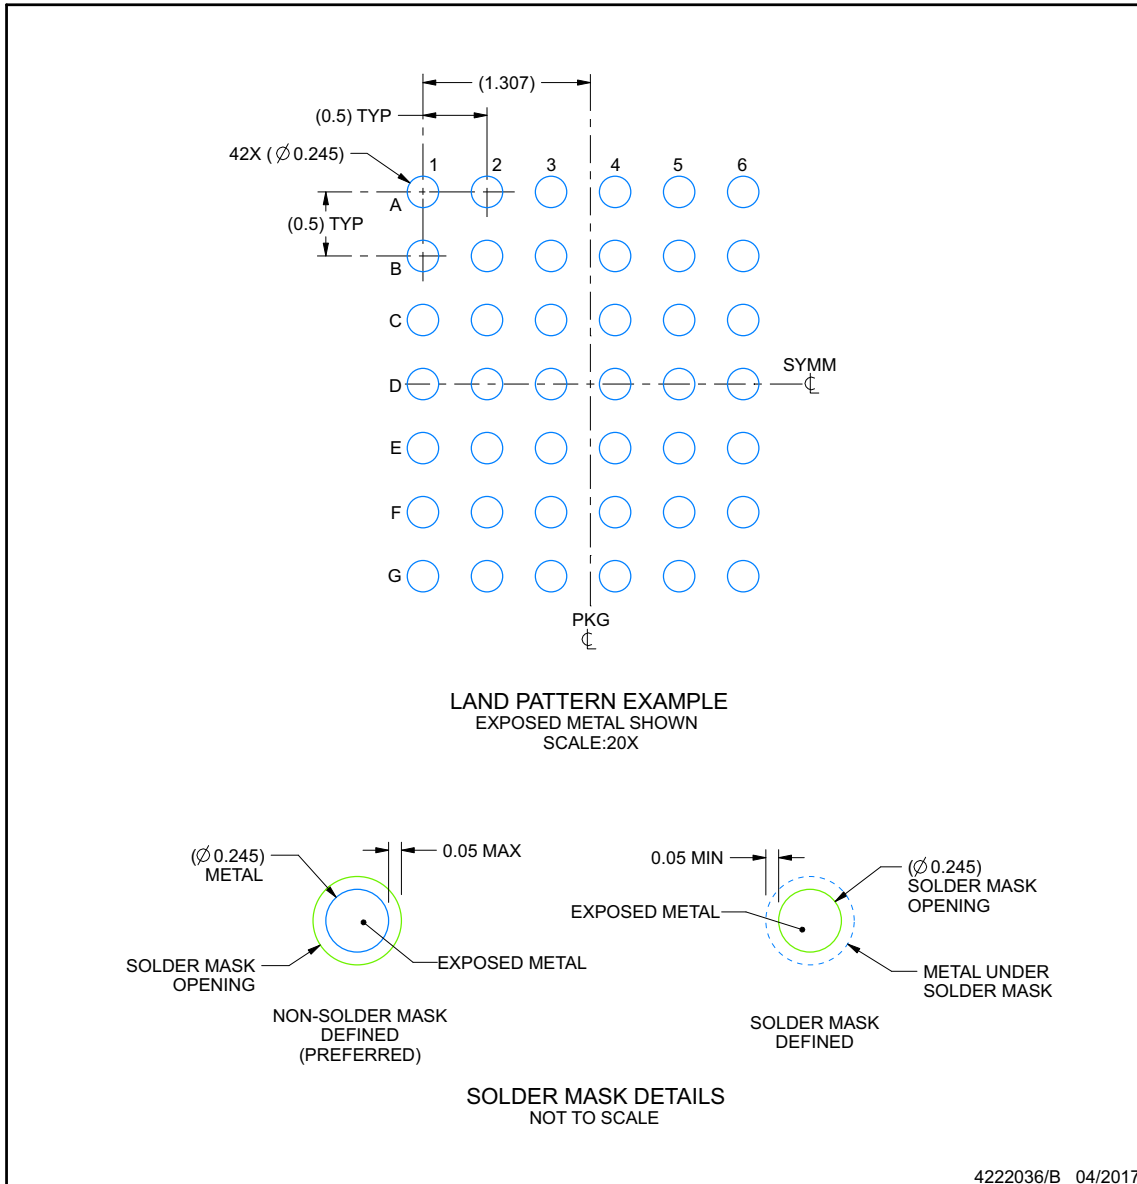 (1.307)
(0.5) TYP
42X (∅0.245)
1 2 3 4 5 6
A
(0.5) TYP
B
C
SYMM
D
℄
E
F
G
PKG
℄
LAND PATTERN EXAMPLE
EXPOSED METAL SHOWN
SCALE:20X
(∅0.245)
METAL
0.05 MAX
SOLDER MASK
OPENING
EXPOSED METAL
NON-SOLDER MASK
DEFINED
(PREFERRED)
0.05 MIN
(∅0.245)
SOLDER MASK
OPENING
EXPOSED METAL
METAL UNDER
SOLDER MASK
SOLDER MASK
DEFINED
SOLDER MASK DETAILS
NOT TO SCALE
4222036/B 04/2017